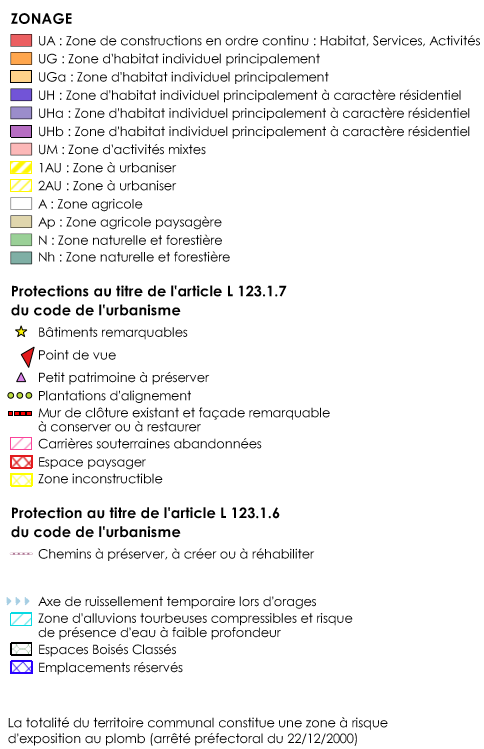 ZONAGE
UA : Zone de constructions en ordre continu : Habitat, Services, Activités
UG : Zone d'habitat individuel principalement
UGa : Zone d'habitat individuel principalement
UH : Zone d'habitat individuel principalement à caractère résidentiel
UHa : Zone d'habitat individuel principalement à caractère résidentiel
UHb : Zone d'habitat individuel principalement à caractère résidentiel
UM : Zone d'activités mixtes
1AU : Zone à urbaniser
2AU : Zone à urbaniser
A : Zone agricole
Ap : Zone agricole paysagère
N : Zone naturelle et forestière
Nh : Zone naturelle et forestière
Protections au titre de l'article L 123.1.7
du code de l'urbanisme
Bâtiments remarquables
Point de vue
Petit patrimoine à préserver
Plantations d'alignement
Mur de clôture existant et façade remarquable
à conserver ou à restaurer
Carrières souterraines abandonnées
Espace paysager
Zone inconstructible
Protection au titre de l'article L 123.1.6
du code de l'urbanisme
Chemins à préserver, à créer ou à réhabiliter
Axe de ruissellement temporaire lors d'orages
Zone d'alluvions tourbeuses compressibles et risque
de présence d'eau à faible profondeur
Espaces Boisés Classés
Emplacements réservés
La totalité du territoire communal constitue une zone à risque
d'exposition au plomb (arrêté préfectoral du 22/12/2000)